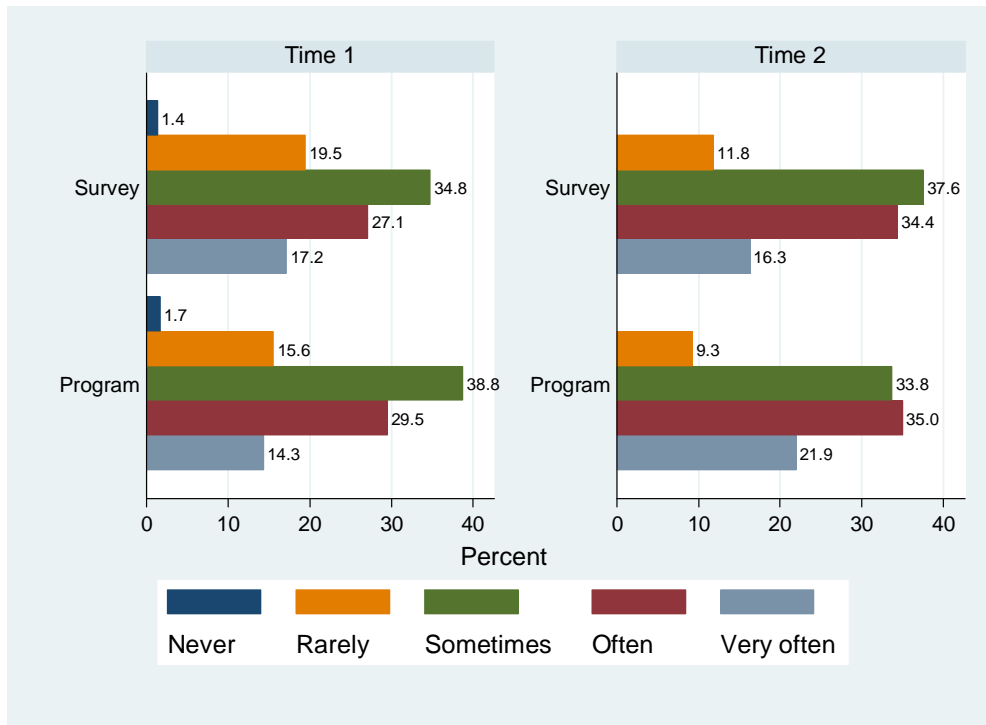 Time 1
Time 2
1.4
19.5
Survey
34.8
27.1
17.2
1.7
15.6
Program
38.8
29.5
14.3
0 10 20 30 40
11.8
Survey
37.6
34.4
16.3
9.3
Program
33.8
35.0
21.9
0 10 20 30 40
Percent
Never Rarely Sometimes Often Very often